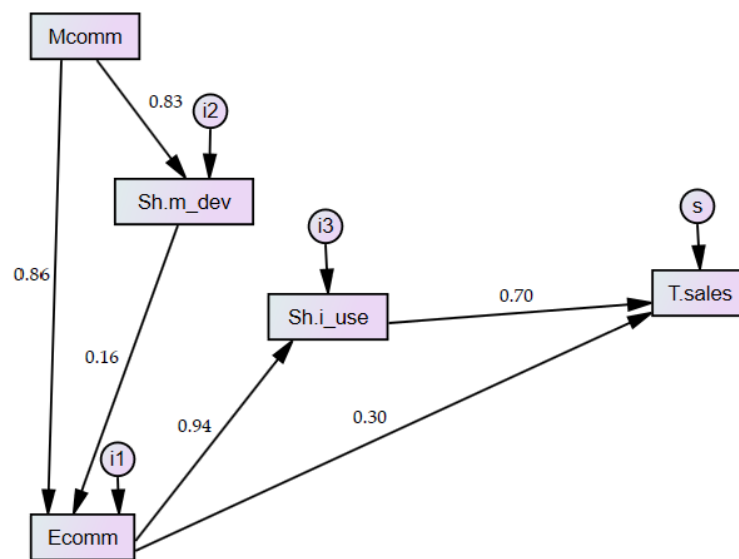 Mcomm
0.83
i2
Sh.m_dev
s
i3
0.86
T.sales
0.70
Sh.i_use
0.16
0.30
0.94
i1
Ecomm